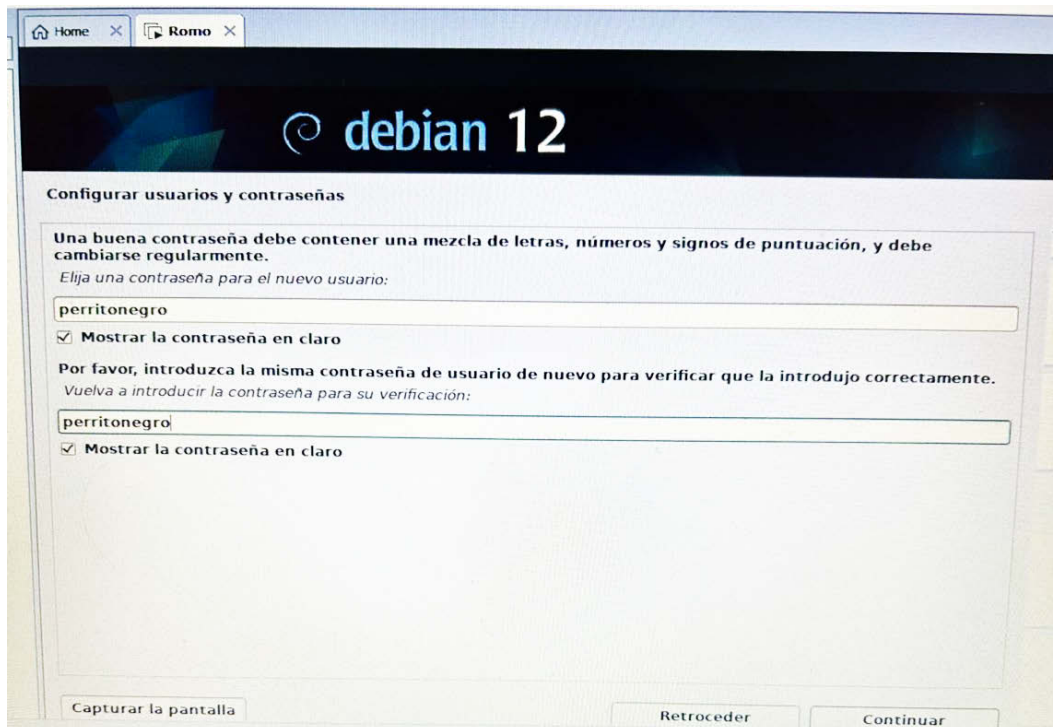 Home
Romo
debian 12
Configurar usuarios y contraseñas
Una buena contraseña debe contener una mezcla de letras, números y signos de puntuación, y debe
cambiarse regularmente.
Elija una contraseña para el nuevo usuario:
perritonegro
Mostrar la contraseña en claro
Por favor, introduzca la misma contraseña de usuario de nuevo para verificar que la introdujo correctamente.
Vuelva a introducir la contraseña para su verificación:
perritonegro
Mostrar la contraseña en claro
Capturar la pantalla
Retroceder
Continuar